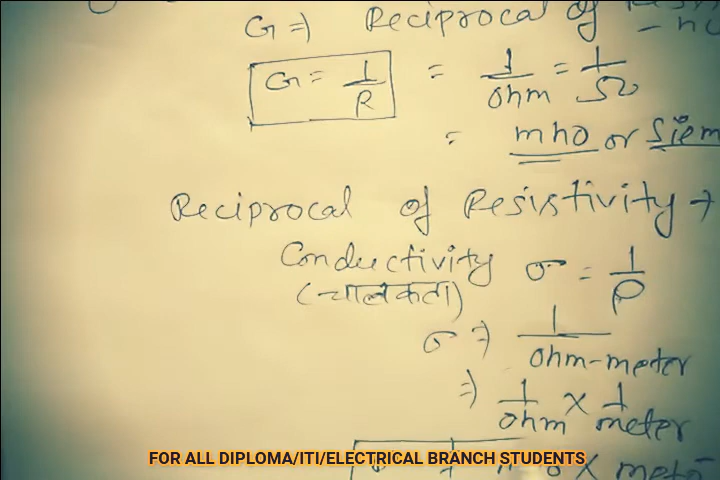 G ⇒ Reciprocal of
G = 1/R = 1/ohm = 1/Ω
= mho or Siem
Reciprocal of Resistivity →
Conductivity σ = 1/ρ
(चालकता)
σ ⇒ 1/ohm-meter
⇒ 1/ohm × 1/meter
FOR ALL DIPLOMA/ITI/ELECTRICAL BRANCH STUDENTS